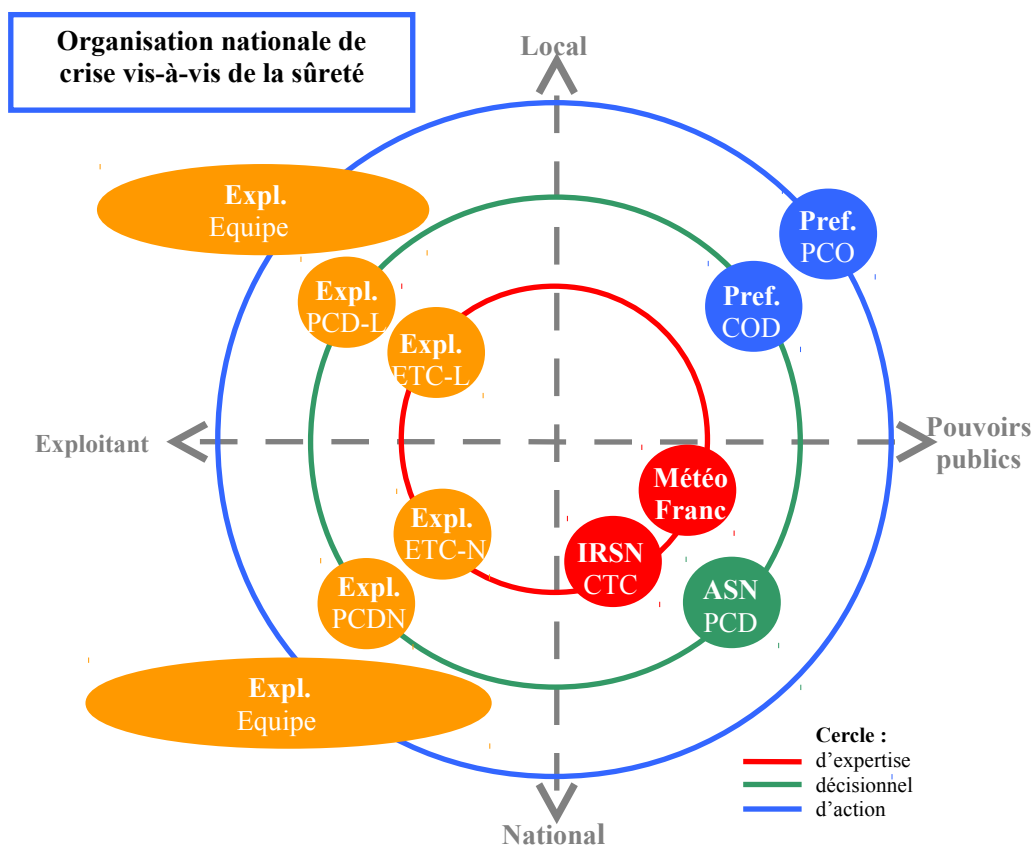 Organisation nationale de
crise vis-à-vis de la sûreté
Local
Expl.
Equipe
Pref.
PCO
Expl.
PCD-L
Pref.
COD
Expl.
ETC-L
Exploitant
Pouvoirs
publics
Météo
Franc
Expl.
ETC-N
IRSN
CTC
Expl.
PCDN
ASN
PCD
Expl.
Equipe
Cercle :
d'expertise
décisionnel
d'action
National